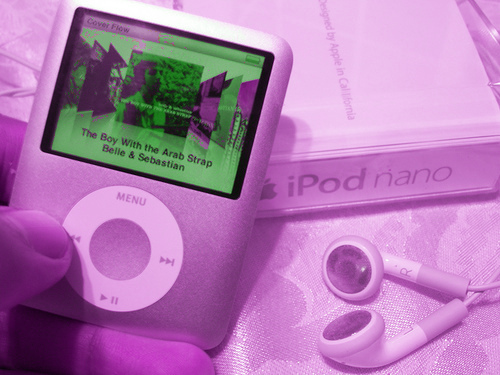 Cover Flow
The Boy With the Arab Strap
Belle & Sebastian
MENU
Designed by Apple in California
iPod nano
R